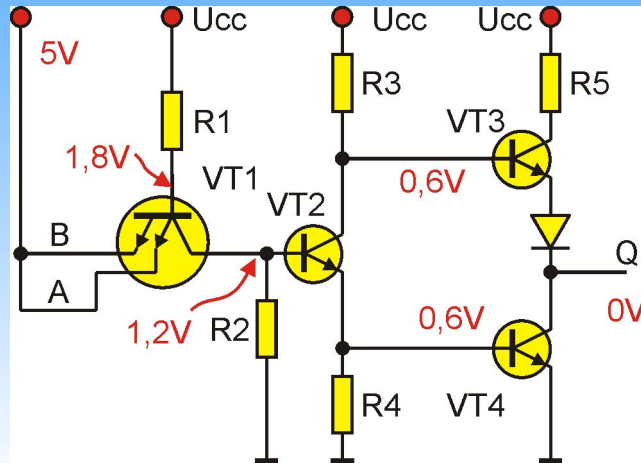 Ucc
Ucc
Ucc
5V
R3
R5
R1
VT3
1,8V
VT1
0,6V
VT2
B
Q
A
1,2V
R2
0,6V
0V
R4
VT4